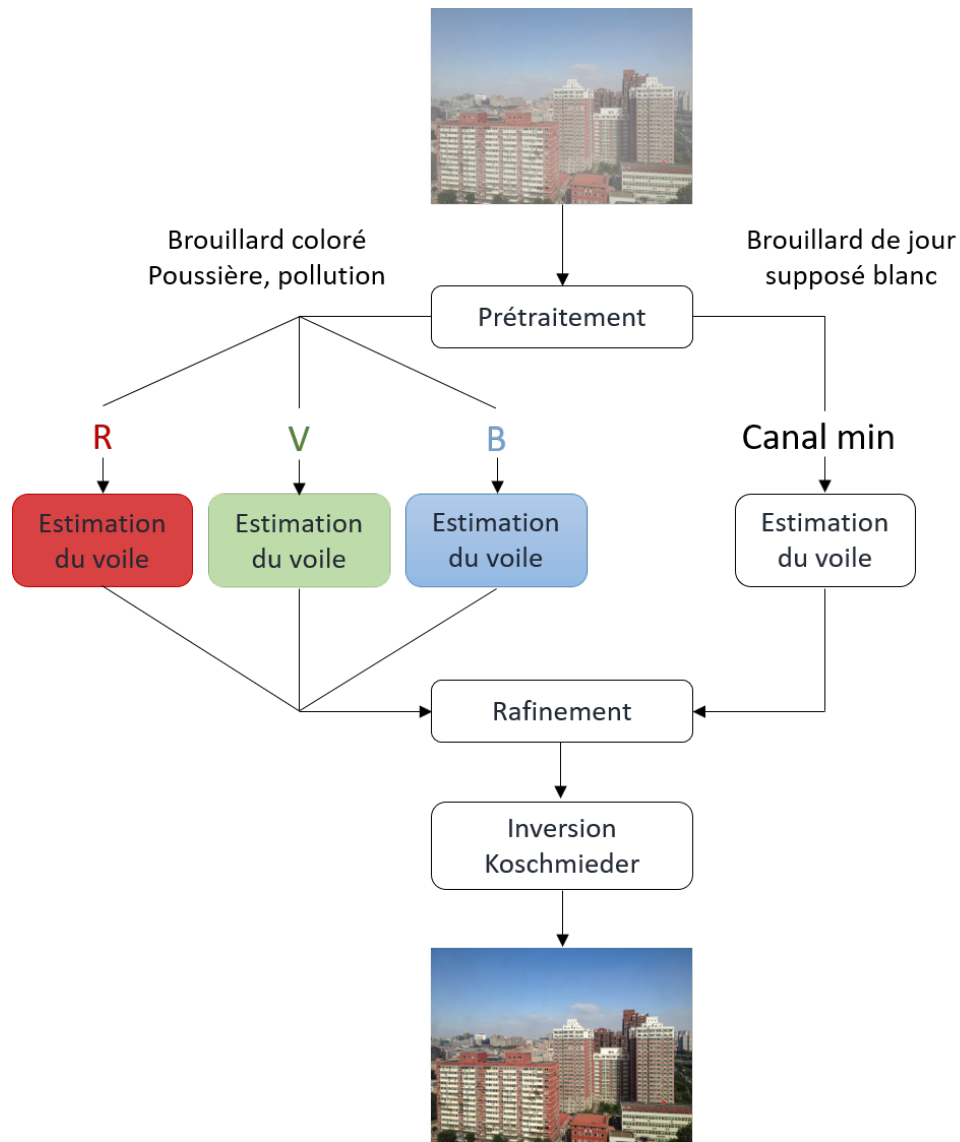 Brouillard coloré
Poussière, pollution
Brouillard de jour
supposé blanc
Prétraitement
R
V
B
Canal min
Estimation
du voile
Estimation
du voile
Estimation
du voile
Estimation
du voile
Rafinement
Inversion
Koschmieder